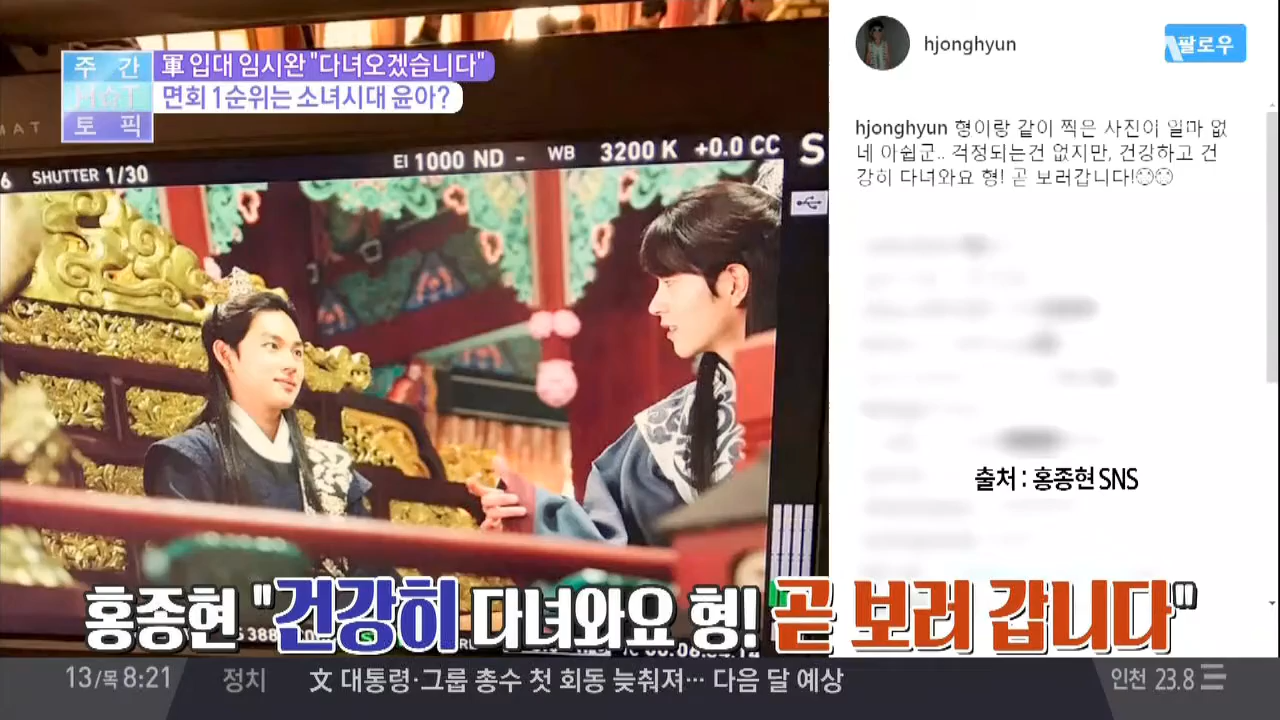 주 간
HOT
토 픽
軍 입대 임시완 "다녀오겠습니다"
면회 1순위는 소녀시대 윤아?
MAT
6 SHUTTER 1/30
EI 1000 ND - WB 3200 K +0.0 CC S
hjonghyun
팔로우
hjonghyun 형이랑 같이 찍은 사진이 얼마 없
네 아쉽군.. 걱정되는건 없지만, 건강하고 건
강히 다녀와요 형! 곧 보러갑니다!
출처 : 홍종현 SNS
홍종현 "건강히 다녀와요 형! 곧 보러 갑니다"
13/목 8:21 정치 文 대통령·그룹 총수 첫 회동 늦춰져… 다음 달 예상 인천 23.8